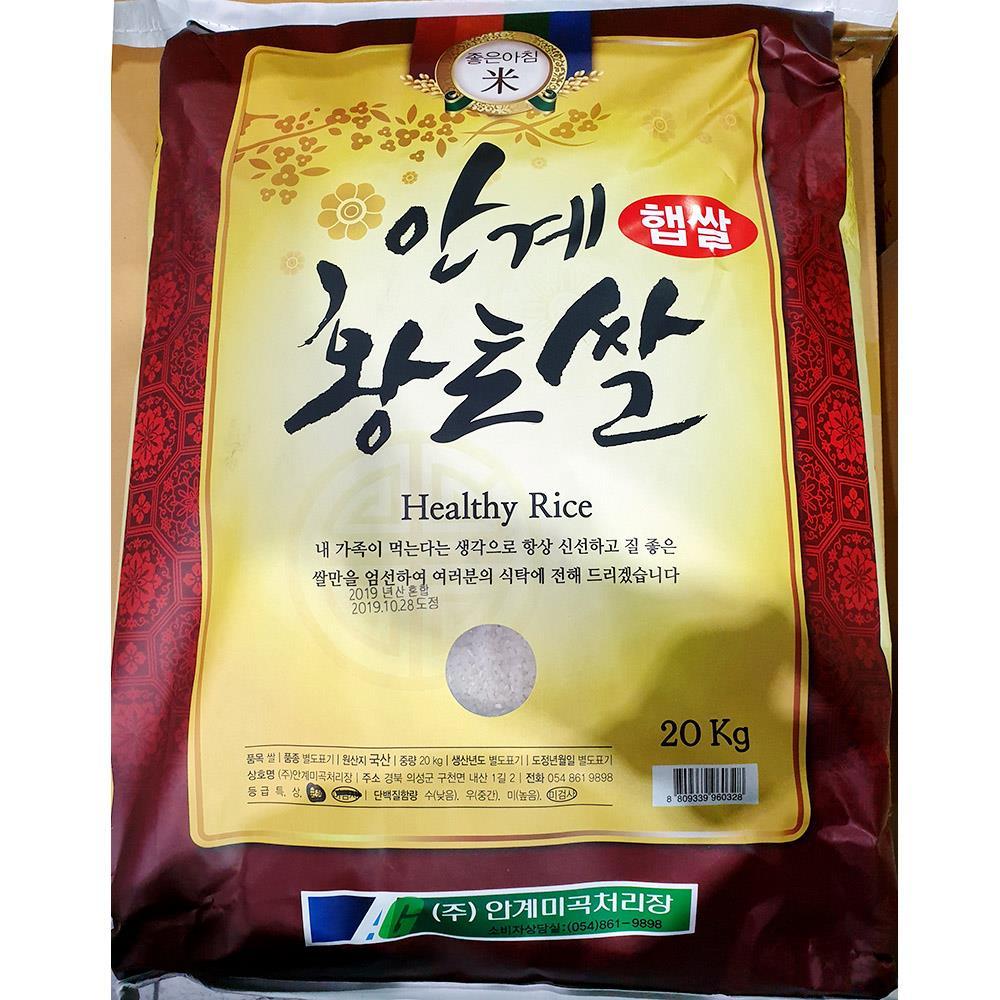 좋은아침
米
안계
햅쌀
황토쌀
Healthy Rice
내 가족이 먹는다는 생각으로 항상 신선하고 질 좋은
쌀만을 엄선하여 여러분의 식탁에 전해 드리겠습니다
2019 년산 혼합
2019.10.28 도정
20 Kg
품목 쌀 | 품종 별도표기 | 원산지 국산 | 중량 20 kg | 생산년도 별도표기 | 도정년월일 별도표기
상호명 (주)안계미곡처리장 | 주소 경북 의성군 구천면 내산 1길 2 | 전화 054 861 9898
등급 특, 상, | 단백질함량 수(낮음), 우(중간), 미(높음), 미검사
8 809339 960328
AG (주) 안계미곡처리장
소비자상담실:(054)861-9898